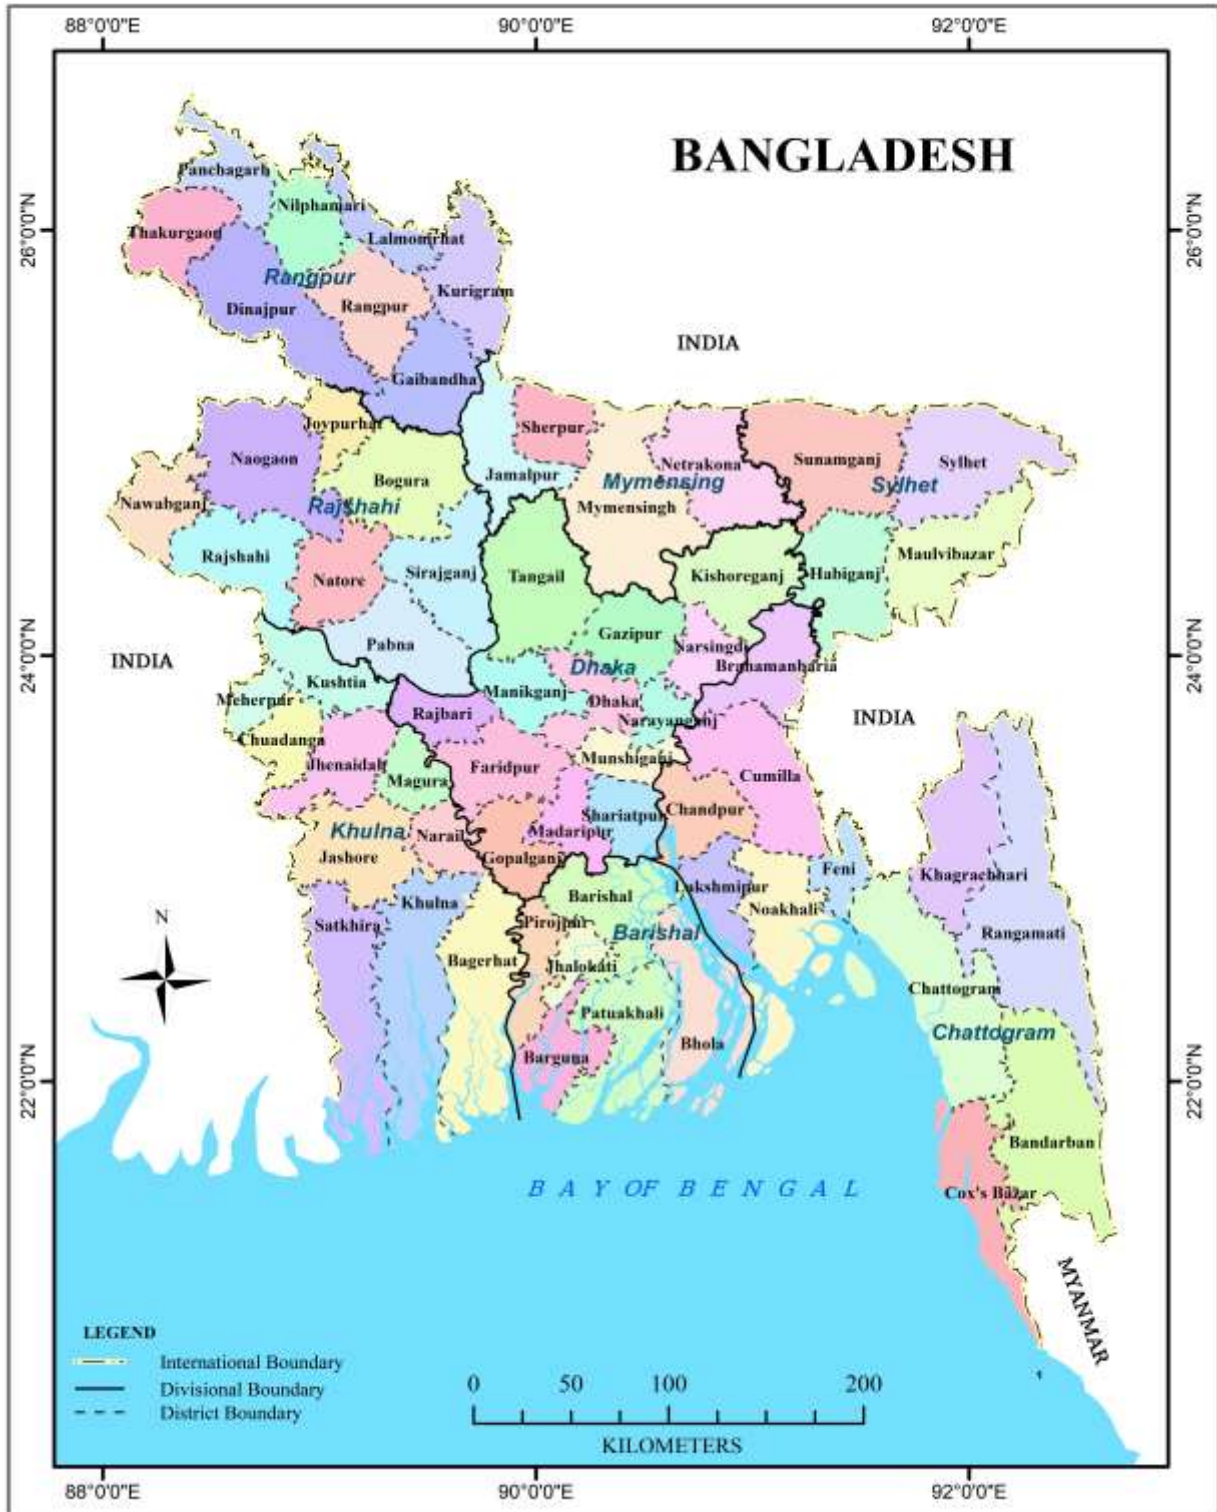 88°0'0"E
90°0'0"E
92°0'0"E
BANGLADESH
26°0'0"N
26°0'0"N
Panchagarh
Nilphamari
Thakurgaon
Lalmonirhat
Rangpur
Kurigram
Dinajpur
Rangpur
INDIA
Gaibandha
Joypurhat
Sherpur
Naogaon
Netrakona
Sunamganj
Sylhet
Bogura
Jamalpur
Mymensing
Sylhet
Nawabganj
Rajshahi
Mymensingh
Rajshahi
Natore
Sirajganj
Tangail
Kishoreganj
Habiganj
Maulvibazar
Gazipur
Pabna
Narsingdi
24°0'0"N
24°0'0"N
INDIA
Dhaka
Brahamanbaria
Kushtia
Meherpur
Manikganj
Dhaka
Rajbari
Narayanganj
INDIA
Chuadanga
Jhenaidah
Magura
Faridpur
Munshiganj
Cumilla
Khulna
Narail
Madaripur
Shariatpur
Chandpur
Jashore
Gopalganj
Feni
Khagrachhari
Lakshmipur
Noakhali
Barishal
Khulna
N
Satkhira
Pirojpur
Barishal
Rangamati
Bagerhat
Jhalokati
Chattogram
Patuakhali
Chattogram
Bhola
Barguna
22°0'0"N
22°0'0"N
Bandarban
BAY OF BENGAL
Cox's Bazar
MYANMAR
LEGEND
International Boundary
Divisional Boundary
District Boundary
0 50 100 200
KILOMETERS
88°0'0"E
90°0'0"E
92°0'0"E